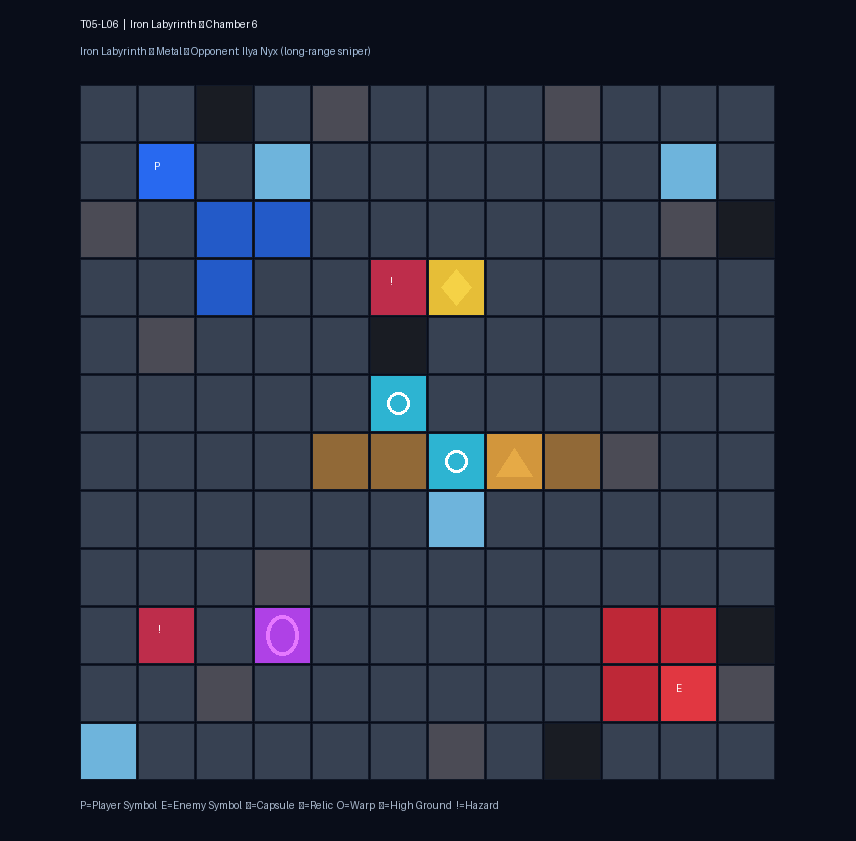 T05-L06 | Iron Labyrinth □ Chamber 6
Iron Labyrinth □ Metal □ Opponent: Ilya Nyx (long-range sniper)
P
!
!
E
P=Player Symbol E=Enemy Symbol □=Capsule □=Relic O=Warp □=High Ground !=Hazard